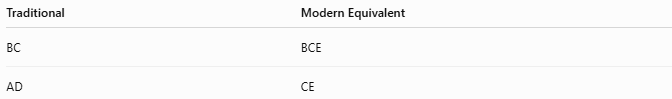 Traditional Modern Equivalent
BC BCE
AD CE